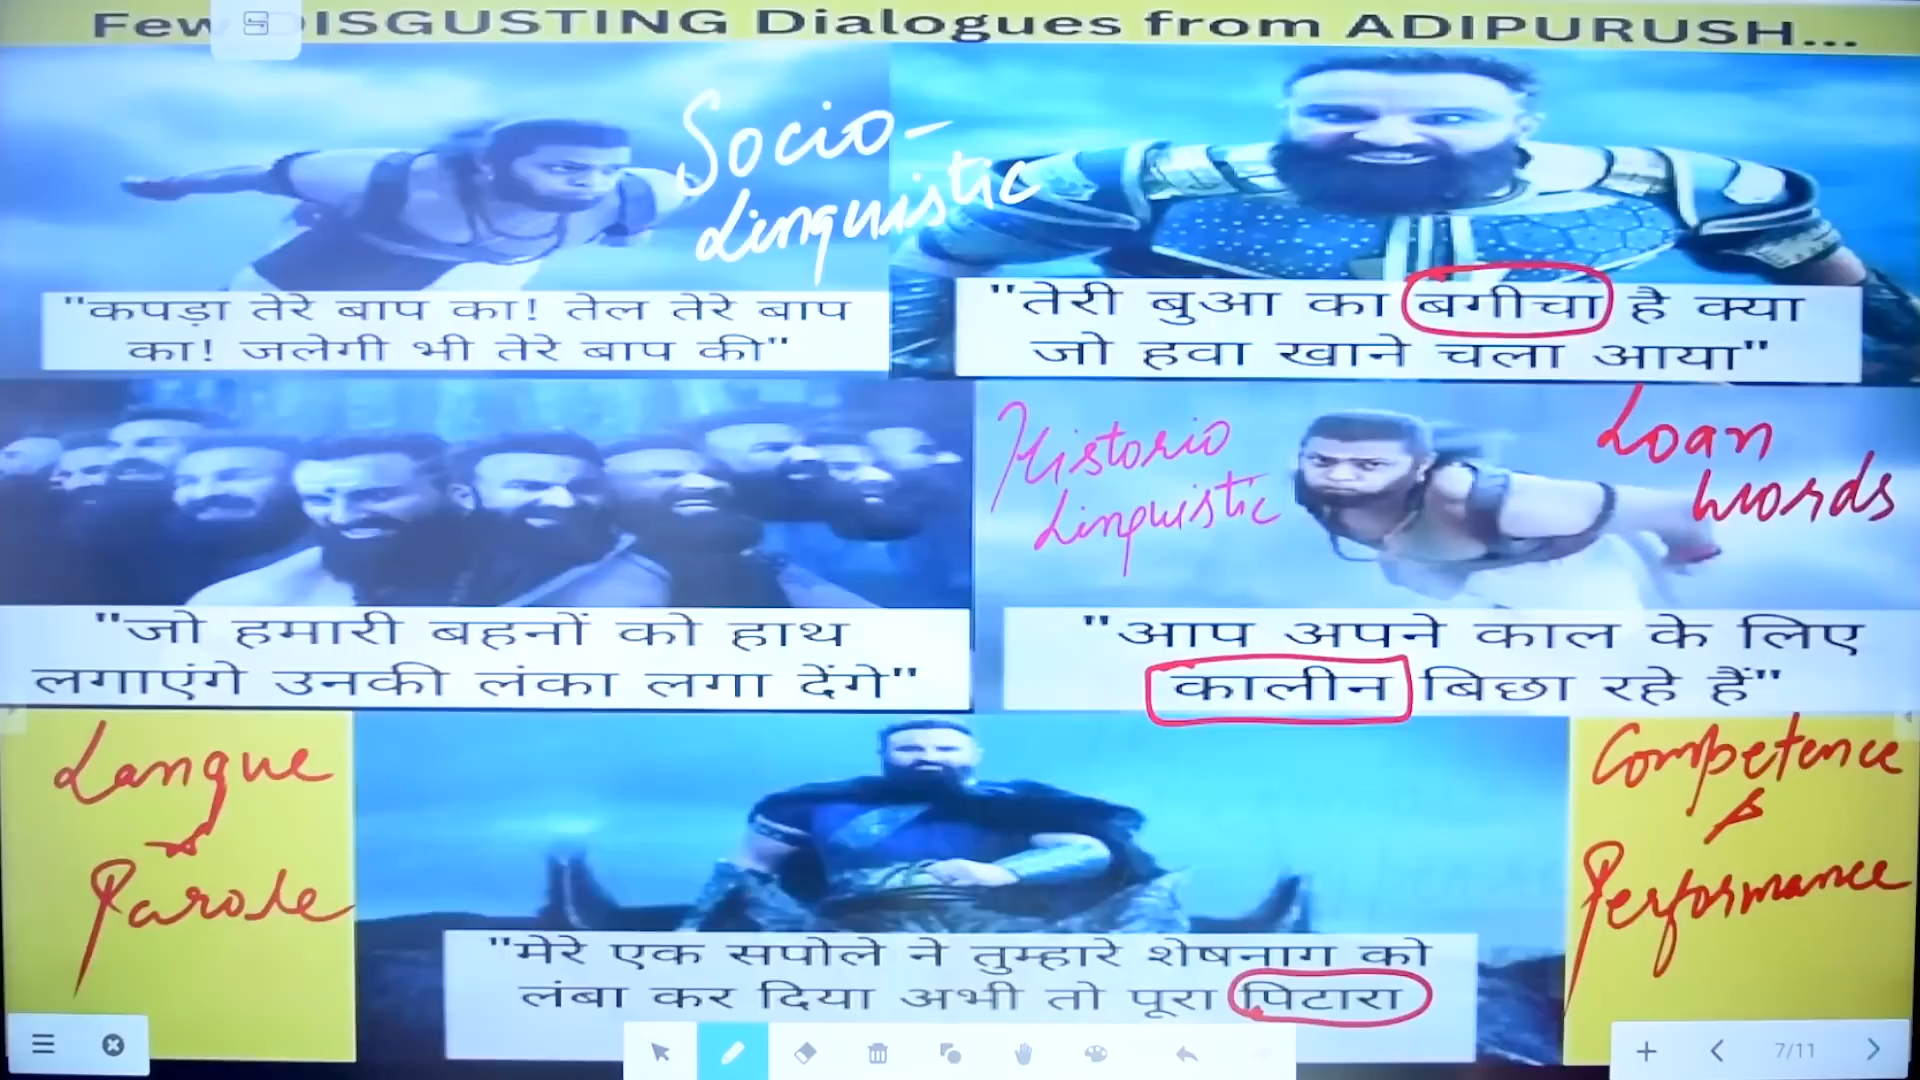 Few DISGUSTING Dialogues from ADIPURUSH...
Socio-
Linguistic
"कपड़ा तेरे बाप का! तेल तेरे बाप
का! जलेगी भी तेरे बाप की"
"तेरी बुआ का बगीचा है क्या
जो हवा खाने चला आया"
Historio
Linguistic
Loan
Words
"जो हमारी बहनों को हाथ
लगाएंगे उनकी लंका लगा देंगे"
"आप अपने काल के लिए
कालीन बिछा रहे हैं"
Langue
&
Parole
Competence
&
Performance
"मेरे एक सपोले ने तुम्हारे शेषनाग को
लंबा कर दिया अभी तो पूरा पिटारा
7/11